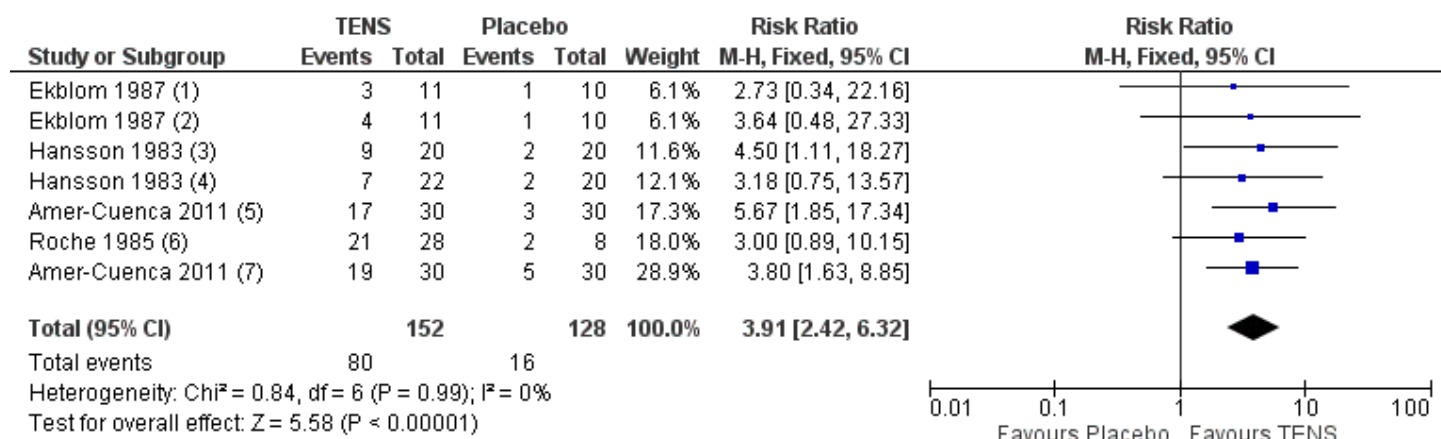 TENS Placebo Risk Ratio Risk Ratio
Study or Subgroup Events Total Events Total Weight M-H, Fixed, 95% CI M-H, Fixed, 95% CI
Ekblom 1987 (1) 3 11 1 10 6.1% 2.73 [0.34, 22.16]
Ekblom 1987 (2) 4 11 1 10 6.1% 3.64 [0.48, 27.33]
Hansson 1983 (3) 9 20 2 20 11.6% 4.50 [1.11, 18.27]
Hansson 1983 (4) 7 22 2 20 12.1% 3.18 [0.75, 13.57]
Amer-Cuenca 2011 (5) 17 30 3 30 17.3% 5.67 [1.85, 17.34]
Roche 1985 (6) 21 28 2 8 18.0% 3.00 [0.89, 10.15]
Amer-Cuenca 2011 (7) 19 30 5 30 28.9% 3.80 [1.63, 8.85]
Total (95% CI) 152 128 100.0% 3.91 [2.42, 6.32]
Total events 80 16
Heterogeneity: Chi² = 0.84, df = 6 (P = 0.99); I² = 0%
Test for overall effect: Z = 5.58 (P < 0.00001)
0.01 0.1 1 10 100
Favours Placebo Favours TENS